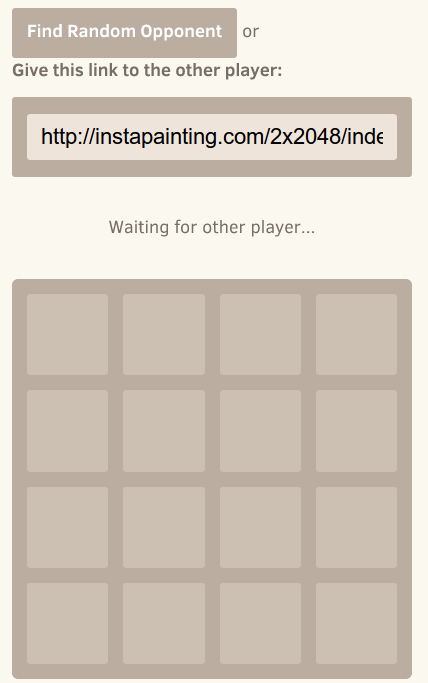 Find Random Opponent or
Give this link to the other player:
http://instapainting.com/2x2048/inde
Waiting for other player...